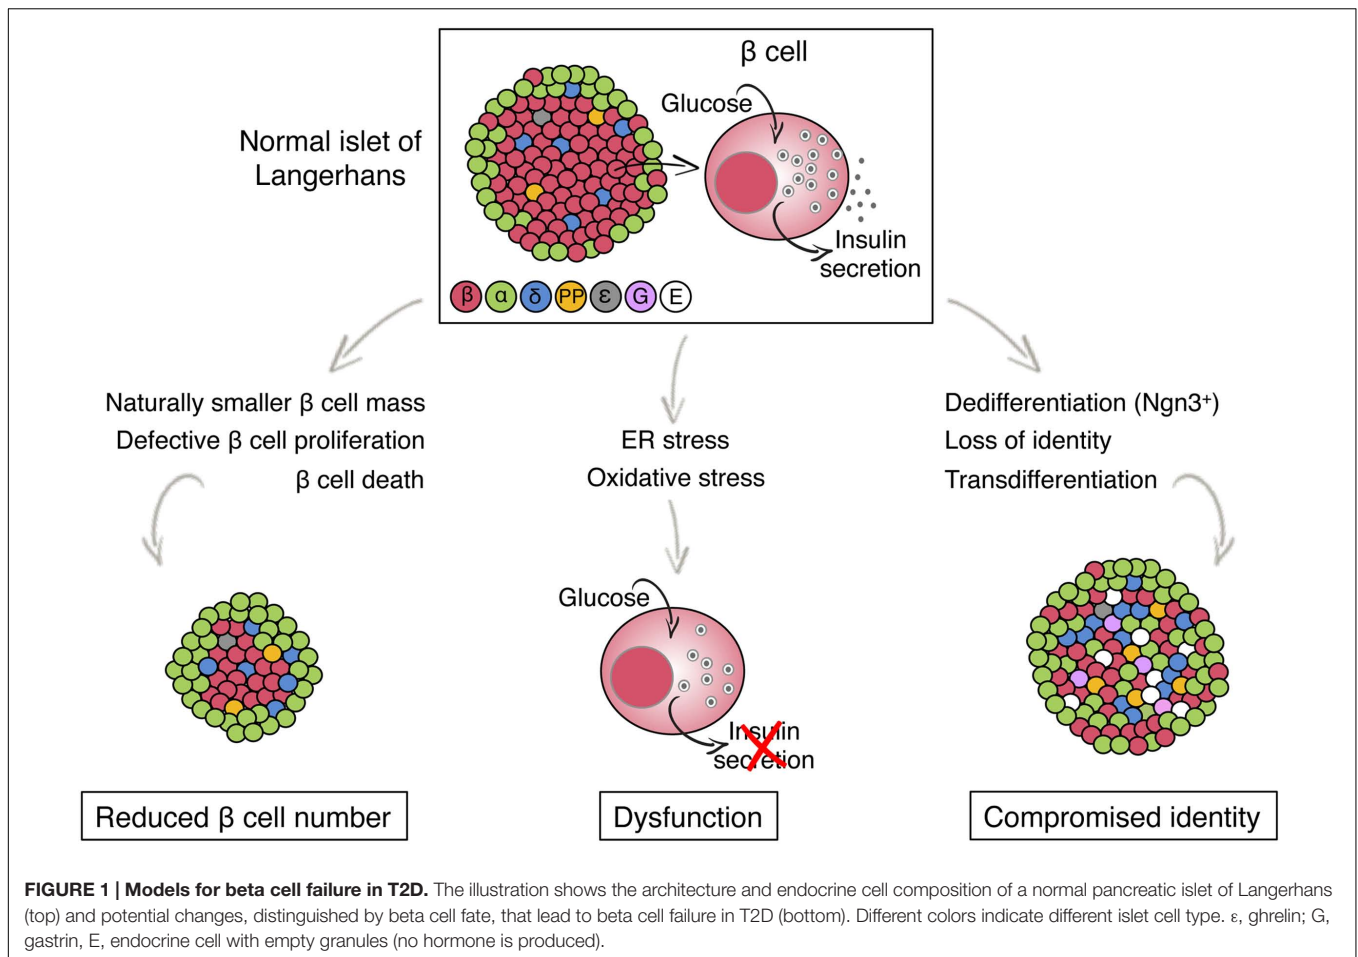 β cell
Glucose
Normal islet of
Langerhans
Insulin
secretion
β α δ PP ε G E
Naturally smaller β cell mass
Defective β cell proliferation
β cell death
ER stress
Oxidative stress
Dedifferentiation (Ngn3⁺)
Loss of identity
Transdifferentiation
Glucose
Insulin
secretion
Reduced β cell number
Dysfunction
Compromised identity
FIGURE 1 | Models for beta cell failure in T2D. The illustration shows the architecture and endocrine cell composition of a normal pancreatic islet of Langerhans
(top) and potential changes, distinguished by beta cell fate, that lead to beta cell failure in T2D (bottom). Different colors indicate different islet cell type. ε, ghrelin; G,
gastrin, E, endocrine cell with empty granules (no hormone is produced).